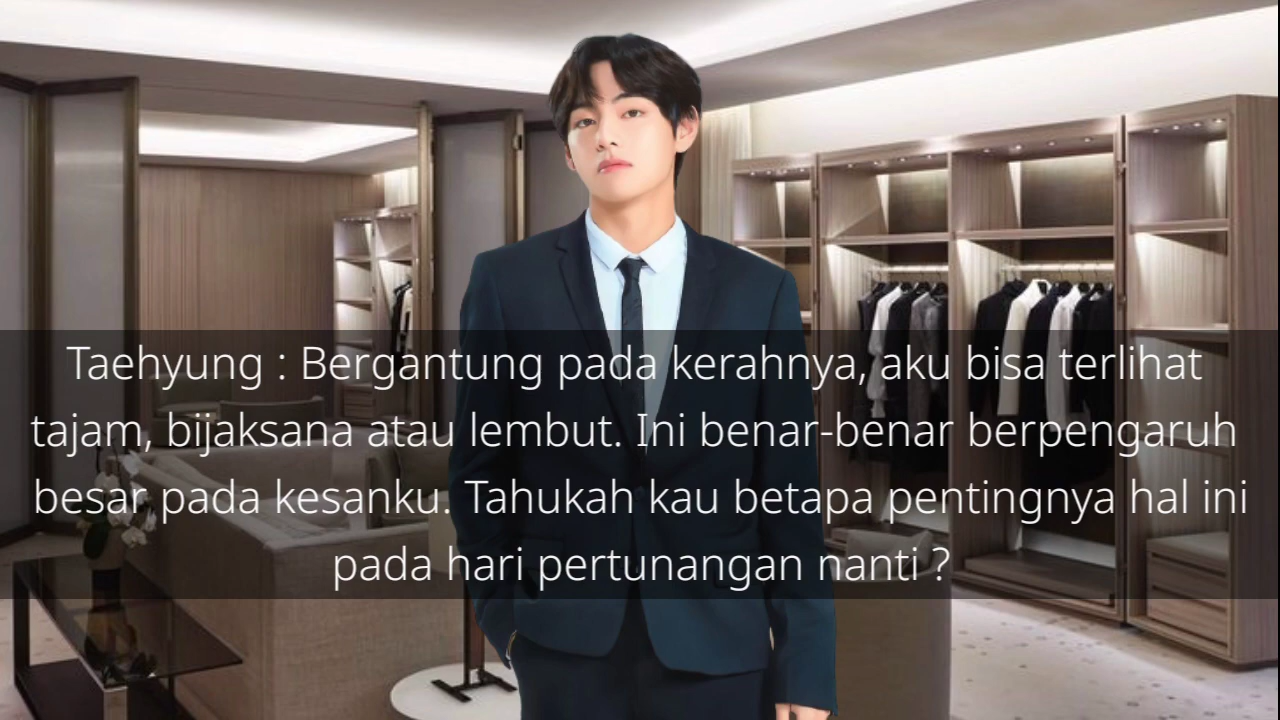 Taehyung : Bergantung pada kerahnya, aku bisa terlihat
tajam, bijaksana atau lembut. Ini benar-benar berpengaruh
besar pada kesanku. Tahukah kau betapa pentingnya hal ini
pada hari pertunangan nanti ?